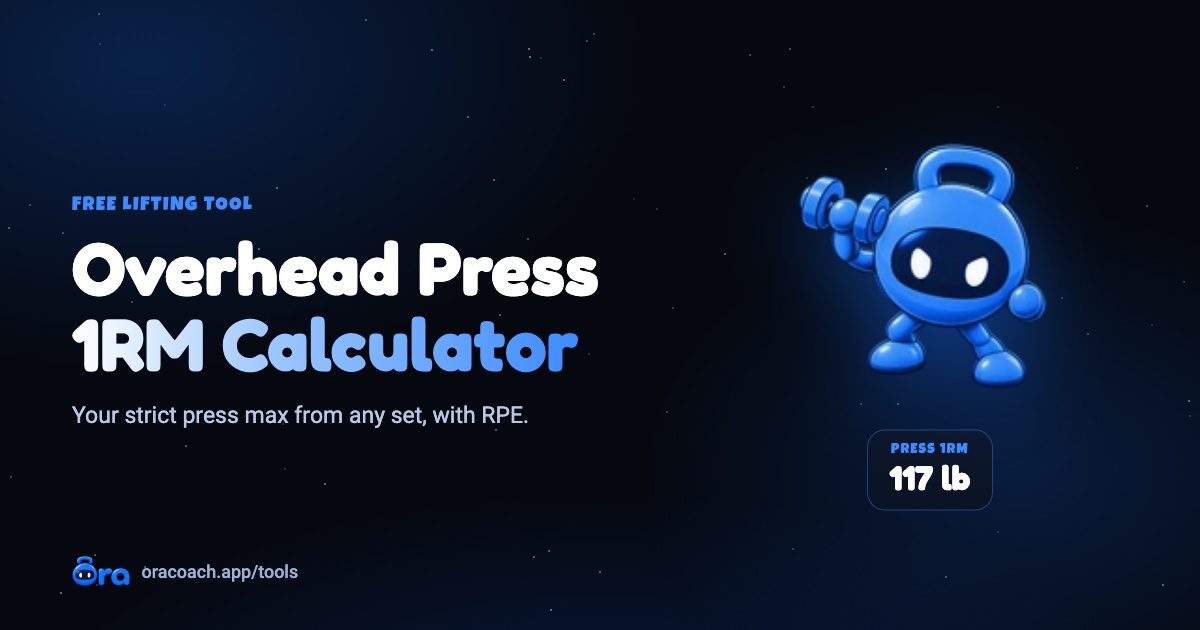 FREE LIFTING TOOL
Overhead Press
1RM Calculator
Your strict press max from any set, with RPE.
PRESS 1RM
117 lb
Ora oracoach.app/tools